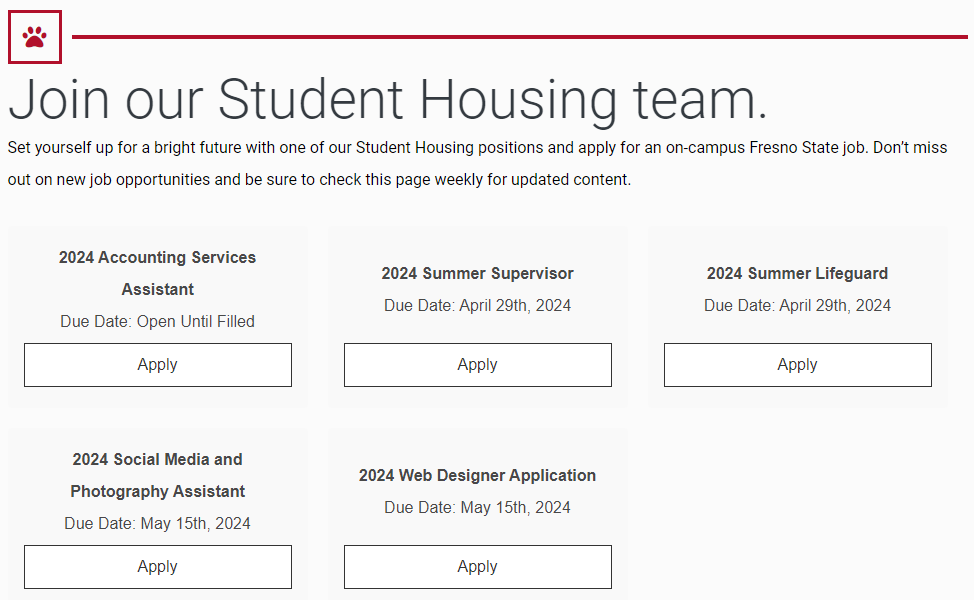 Join our Student Housing team.
Set yourself up for a bright future with one of our Student Housing positions and apply for an on-campus Fresno State job. Don’t miss
out on new job opportunities and be sure to check this page weekly for updated content.
2024 Accounting Services
Assistant
Due Date: Open Until Filled
Apply
2024 Summer Supervisor
Due Date: April 29th, 2024
Apply
2024 Summer Lifeguard
Due Date: April 29th, 2024
Apply
2024 Social Media and
Photography Assistant
Due Date: May 15th, 2024
Apply
2024 Web Designer Application
Due Date: May 15th, 2024
Apply